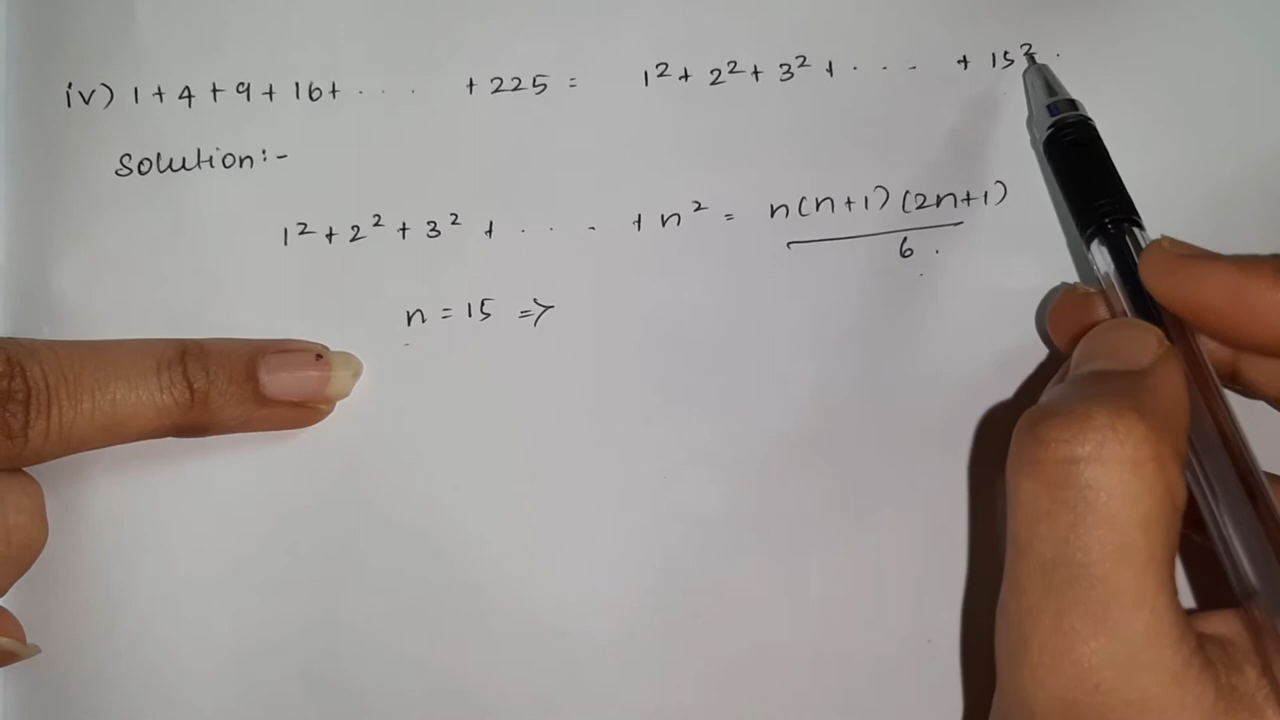 iv) 1 + 4 + 9 + 16 + . . . . + 225 = 1² + 2² + 3² + . . . . + 15² .
Solution:-
1² + 2² + 3² + . . . . + n² = n(n+1)(2n+1)
6 .
n = 15 =>